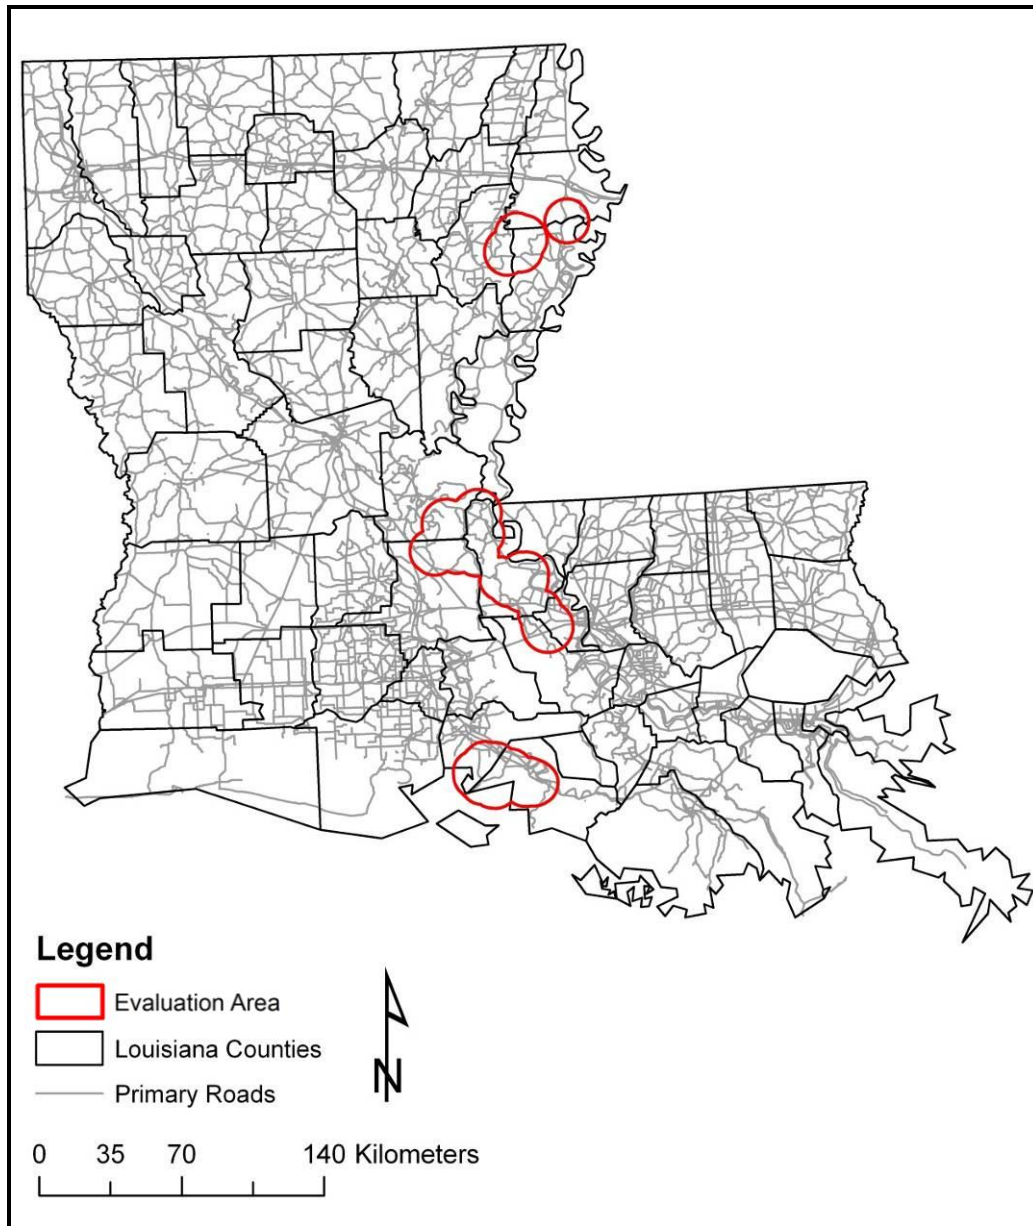 Legend
Evaluation Area
Louisiana Counties
Primary Roads
N
0 35 70 140 Kilometers